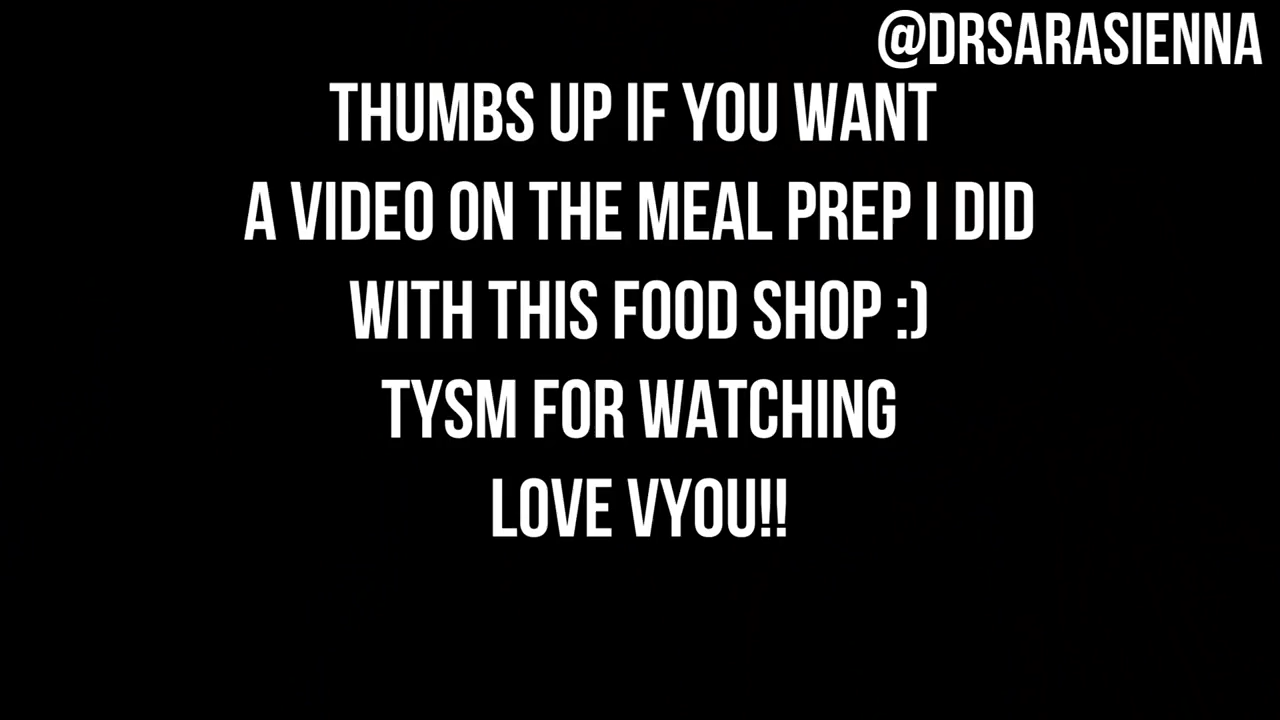 @DRSARASIENNA
THUMBS UP IF YOU WANT
A VIDEO ON THE MEAL PREP I DID
WITH THIS FOOD SHOP :)
TYSM FOR WATCHING
LOVE VYOU!!